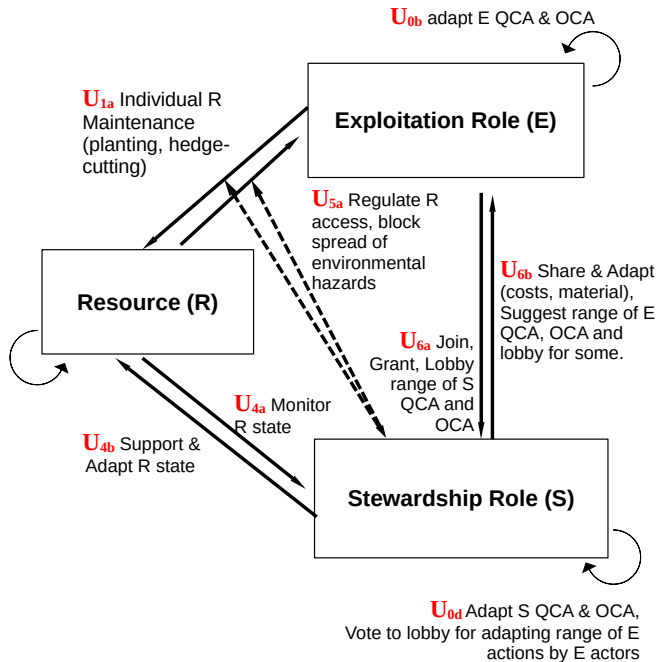 U0b adapt E QCA & OCA
U1a Individual R
Maintenance
(planting, hedge-
cutting)
Exploitation Role (E)
U5a Regulate R
access, block
spread of
environmental
hazards
Resource (R)
U6b Share & Adapt
(costs, material),
Suggest range of E
QCA, OCA and
lobby for some.
U6a Join,
Grant, Lobby
range of S
QCA and
OCA
U4a Monitor
R state
U4b Support &
Adapt R state
Stewardship Role (S)
U0d Adapt S QCA & OCA,
Vote to lobby for adapting range of E
actions by E actors